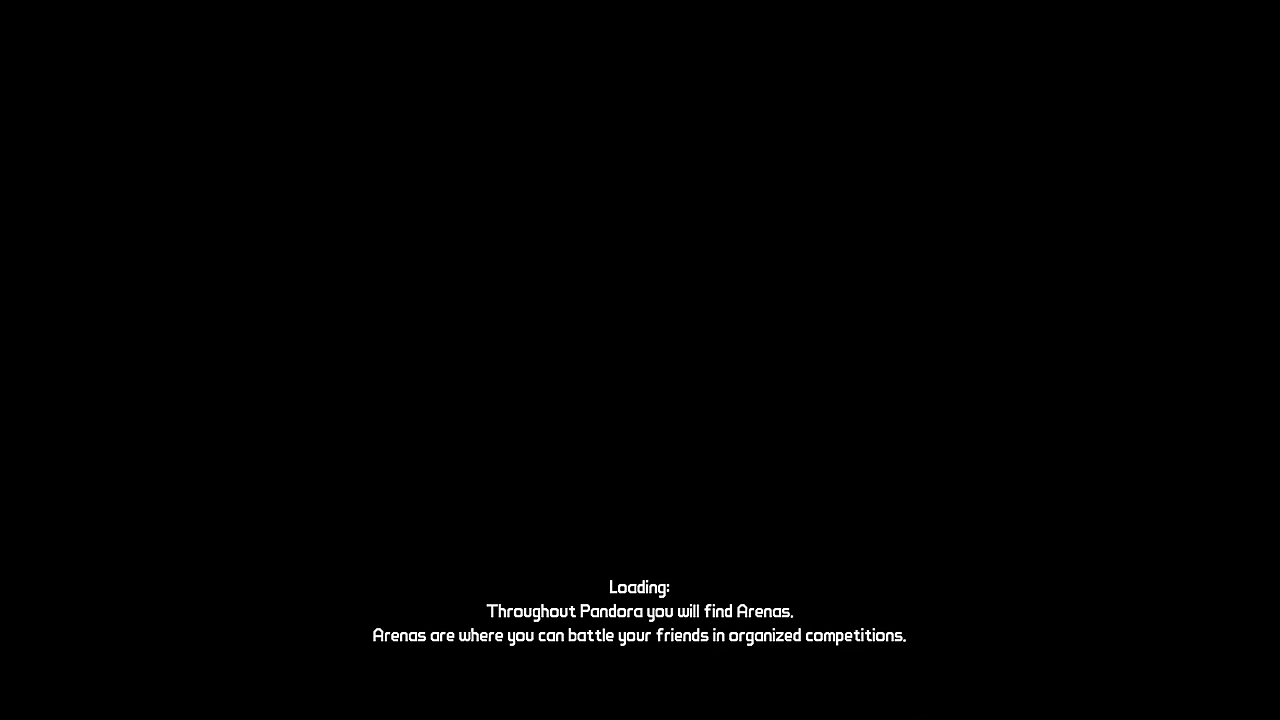 Loading:
Throughout Pandora you will find Arenas.
Arenas are where you can battle your friends in organized competitions.